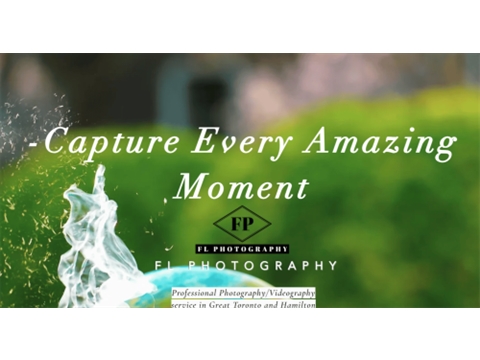 -Capture Every Amazing
Moment
FP
FL PHOTOGRAPHY
FL PHOTOGRAPHY
Professional Photography/Videography
service in Great Toronto and Hamilton